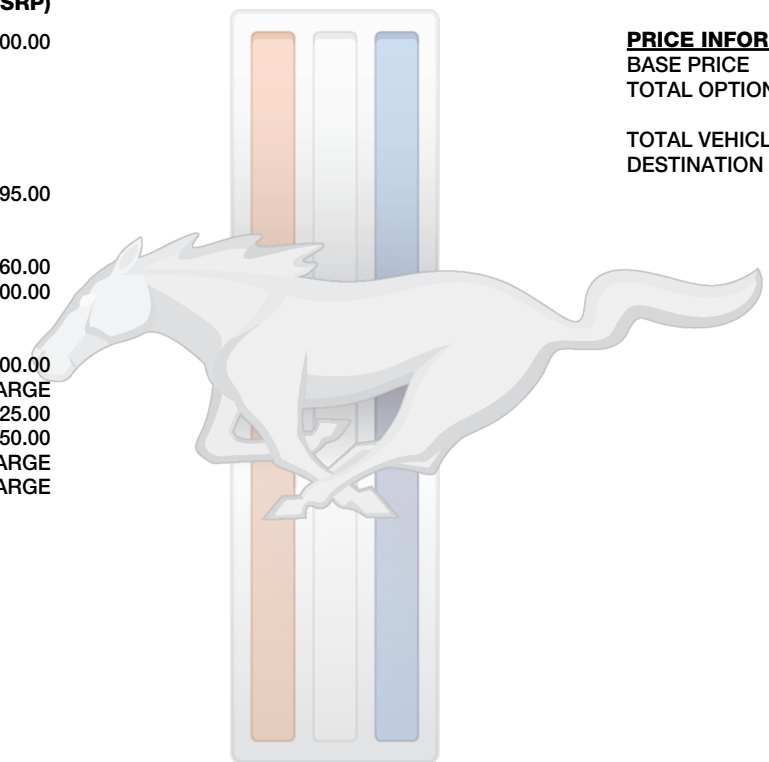 SRP)
00.00
95.00
60.00
00.00
00.00
ARGE
25.00
50.00
ARGE
ARGE
PRICE INFOR
BASE PRICE
TOTAL OPTION
TOTAL VEHICL
DESTINATION